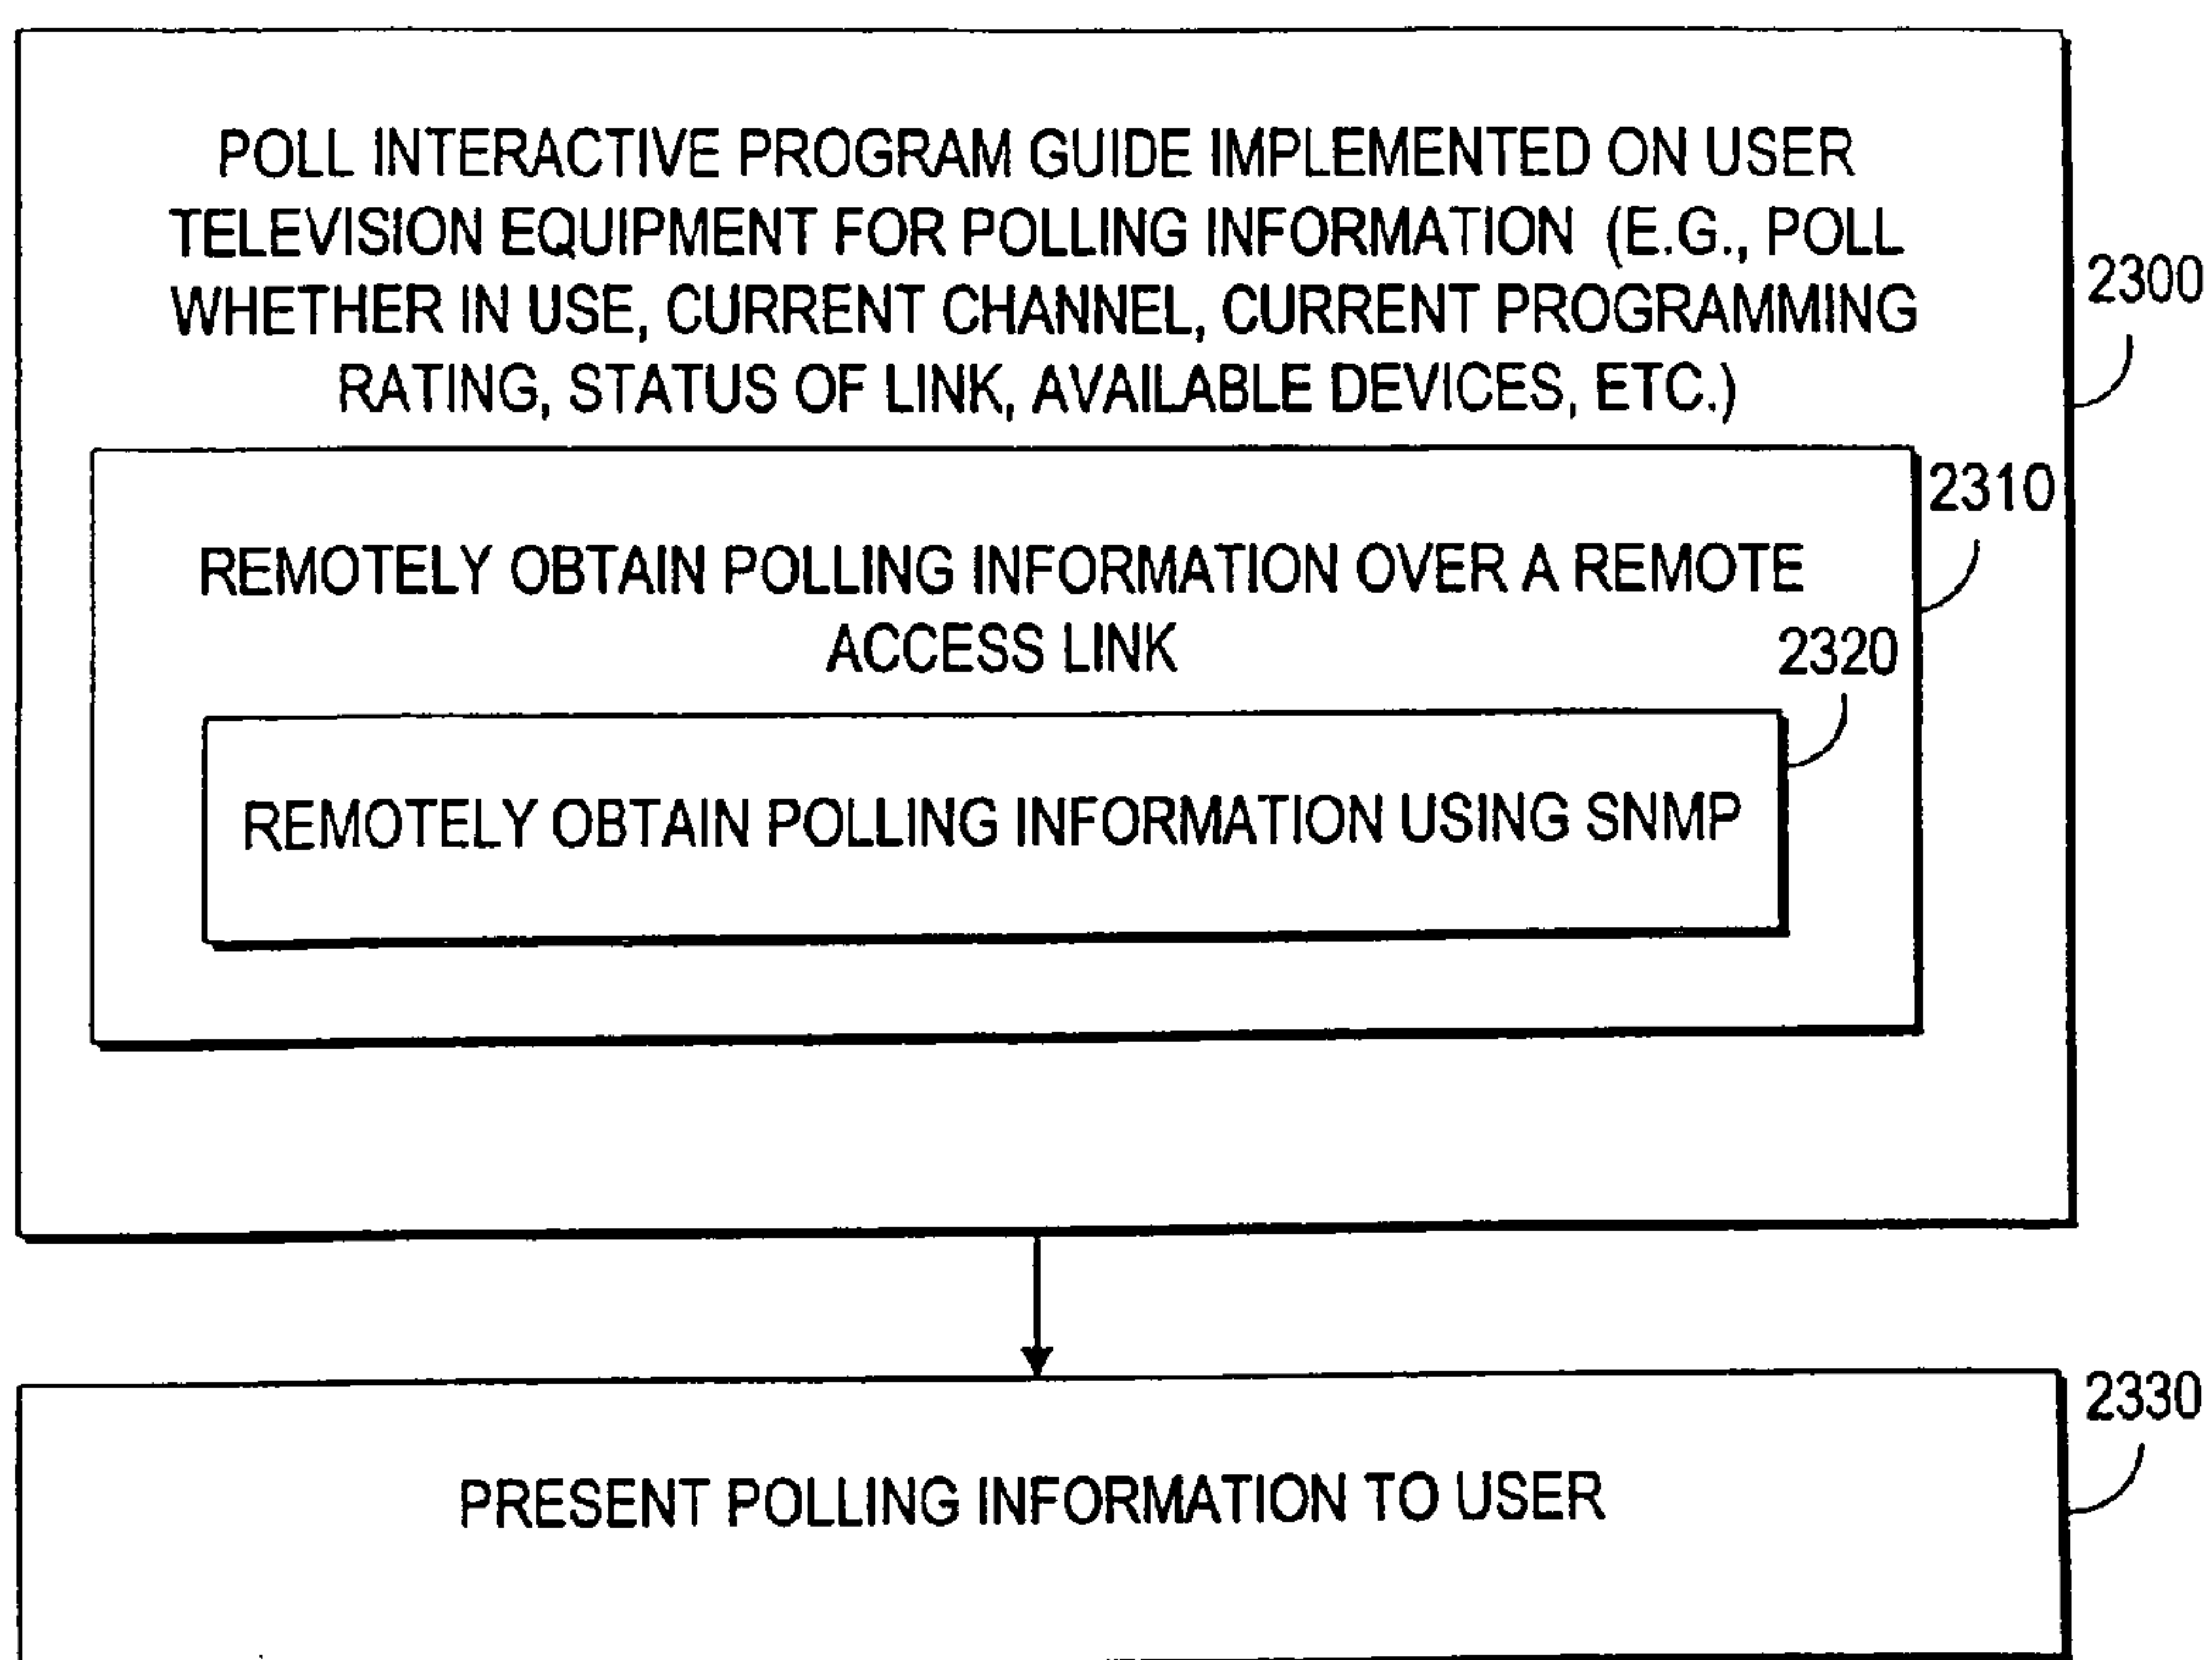 POLL INTERACTIVE PROGRAM GUIDE IMPLEMENTED ON USER
TELEVISION EQUIPMENT FOR POLLING INFORMATION (E.G., POLL
WHETHER IN USE, CURRENT CHANNEL, CURRENT PROGRAMMING
RATING, STATUS OF LINK, AVAILABLE DEVICES, ETC.)
2300
2310
REMOTELY OBTAIN POLLING INFORMATION OVER A REMOTE
ACCESS LINK
2320
REMOTELY OBTAIN POLLING INFORMATION USING SNMP
2330
PRESENT POLLING INFORMATION TO USER